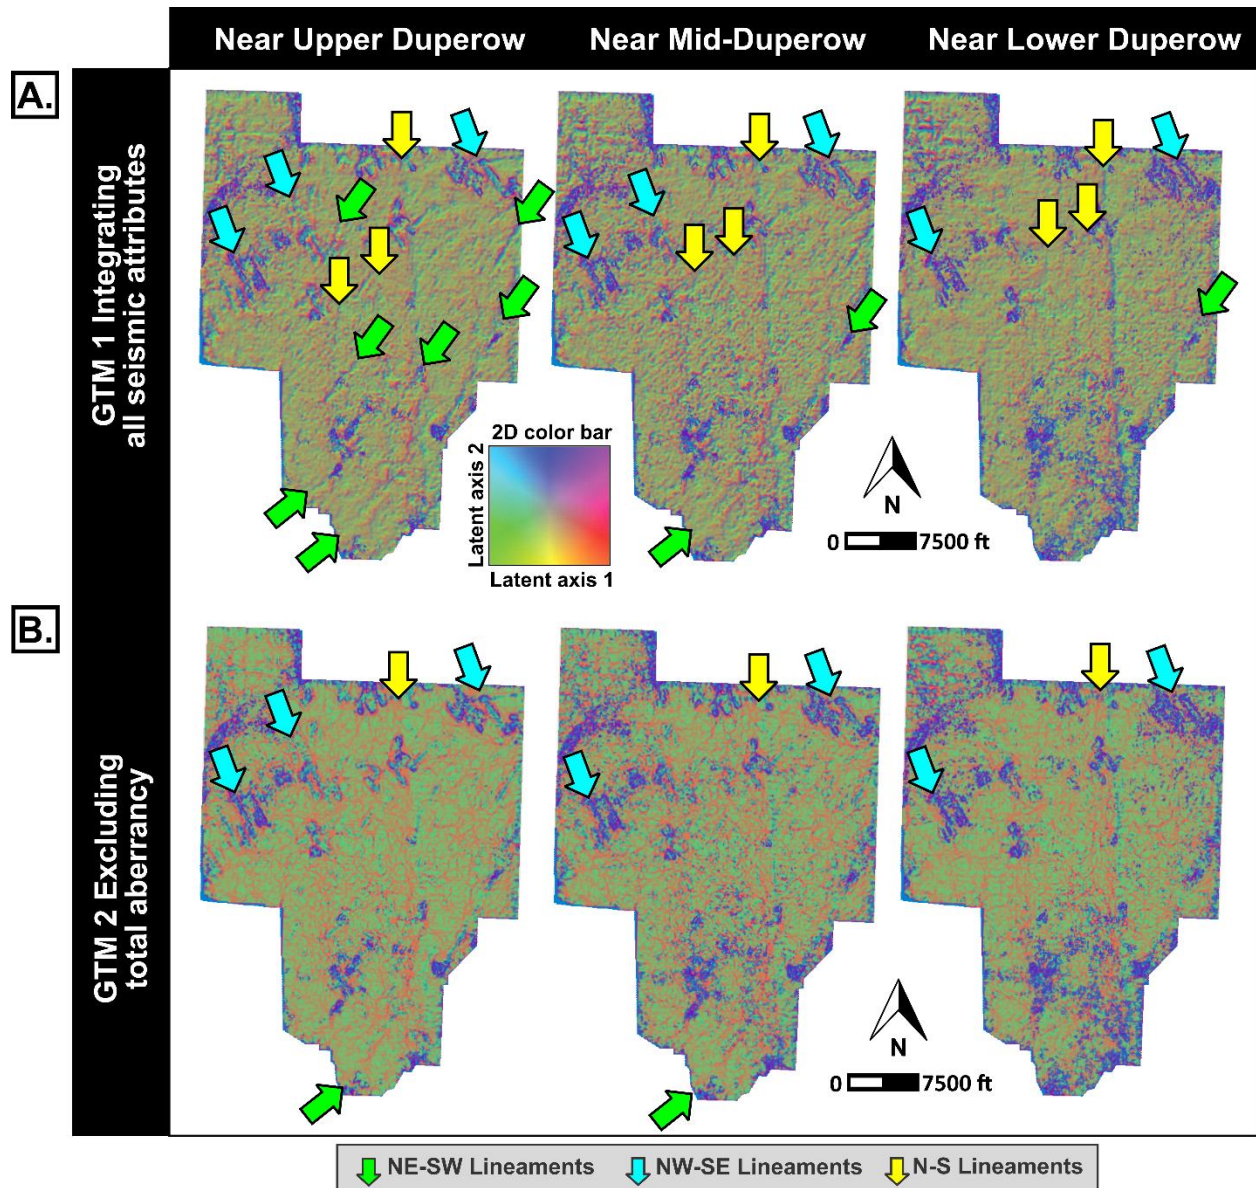 Near Upper Duperow
Near Mid-Duperow
Near Lower Duperow
A.
GTM 1 Integrating
all seismic attributes
2D color bar
Latent axis 2
Latent axis 1
N
0 7500 ft
B.
GTM 2 Excluding
total aberrancy
N
0 7500 ft
NE-SW Lineaments
NW-SE Lineaments
N-S Lineaments